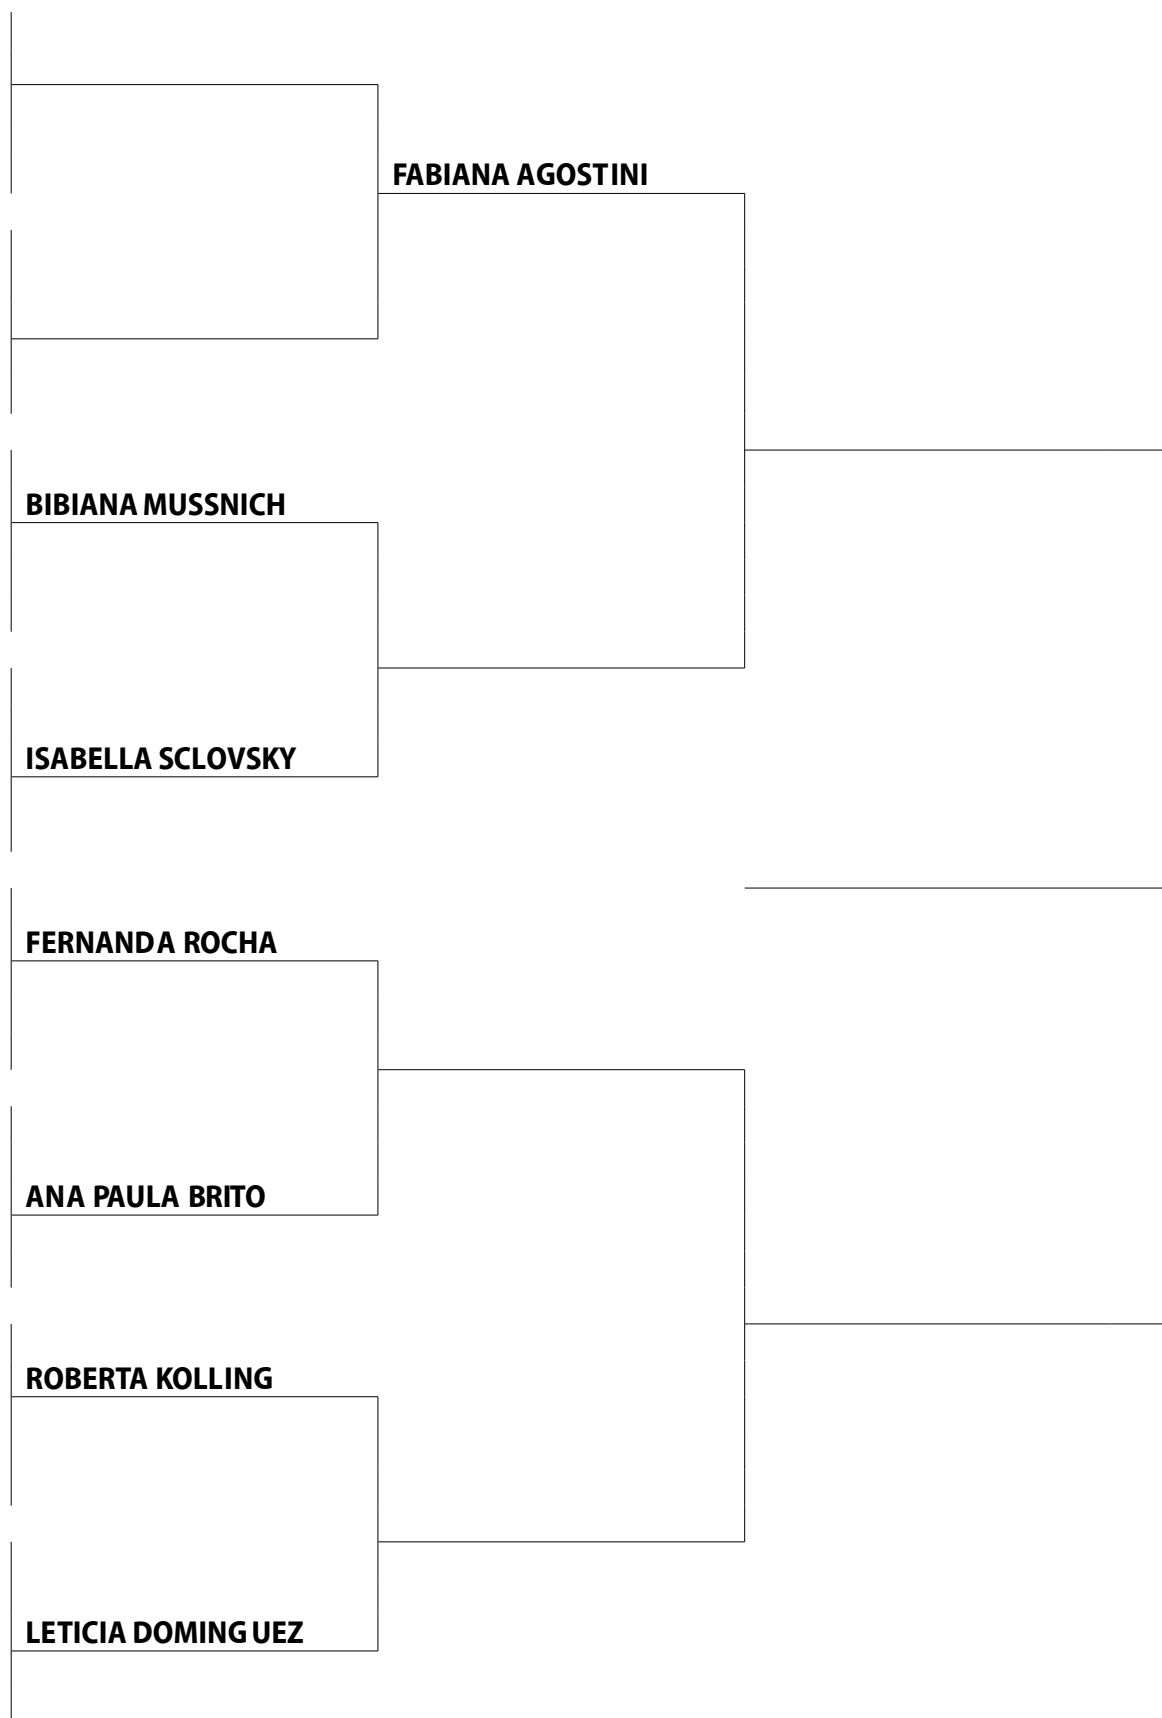 FABIANA AGOSTINI
BIBIANA MUSSNICH
ISABELLA SCLOVSKY
FERNANDA ROCHA
ANA PAULA BRITO
ROBERTA KOLLING
LETICIA DOMINGUEZ